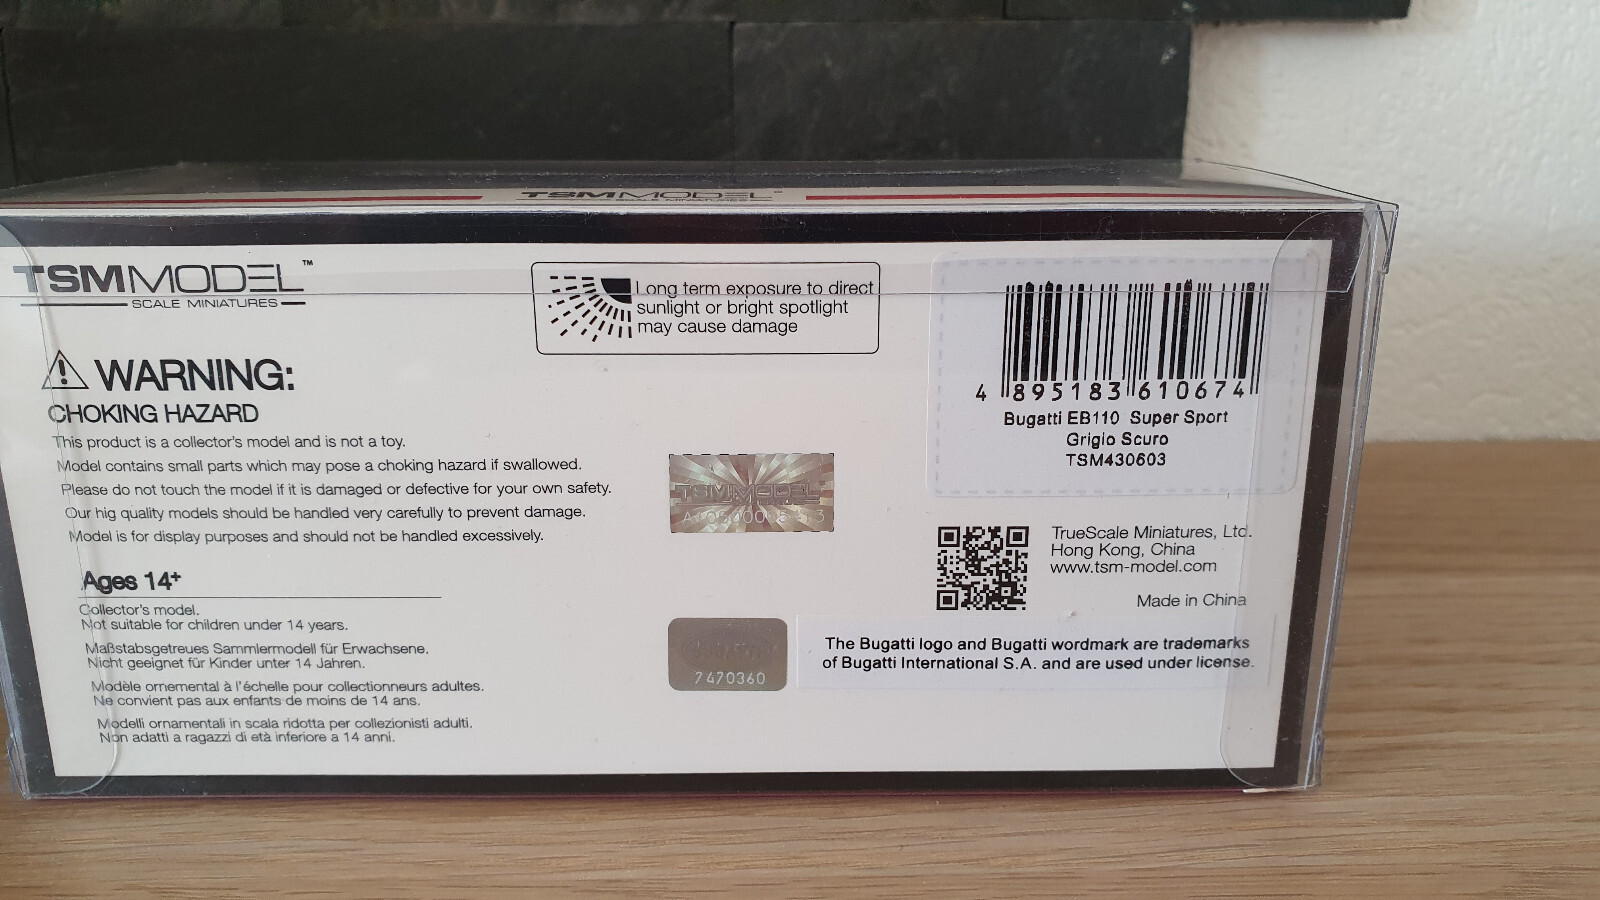 TSMMODEL
SCALE MINIATURES
TSMMODEL™
SCALE MINIATURES
Long term exposure to direct
sunlight or bright spotlight
may cause damage
WARNING:
CHOKING HAZARD
This product is a collector's model and is not a toy.
Model contains small parts which may pose a choking hazard if swallowed.
Please do not touch the model if it is damaged or defective for your own safety.
Our hig quality models should be handled very carefully to prevent damage.
Model is for display purposes and should not be handled excessively.
Ages 14+
Collector's model.
Not suitable for children under 14 years.
Maßstabsgetreues Sammlermodell für Erwachsene.
Nicht geeignet für Kinder unter 14 Jahren.
Modèle ornemental à l'échelle pour collectionneurs adultes.
Ne convient pas aux enfants de moins de 14 ans.
Modelli ornamentali in scala ridotta per collezionisti adulti.
Non adatti a ragazzi di età inferiore a 14 anni.
TSMMODEL
7470360
4 895183 610674
Bugatti EB110 Super Sport
Grigio Scuro
TSM430603
TrueScale Miniatures, Ltd.
Hong Kong, China
www.tsm-model.com
Made in China
The Bugatti logo and Bugatti wordmark are trademarks
of Bugatti International S.A. and are used under license.